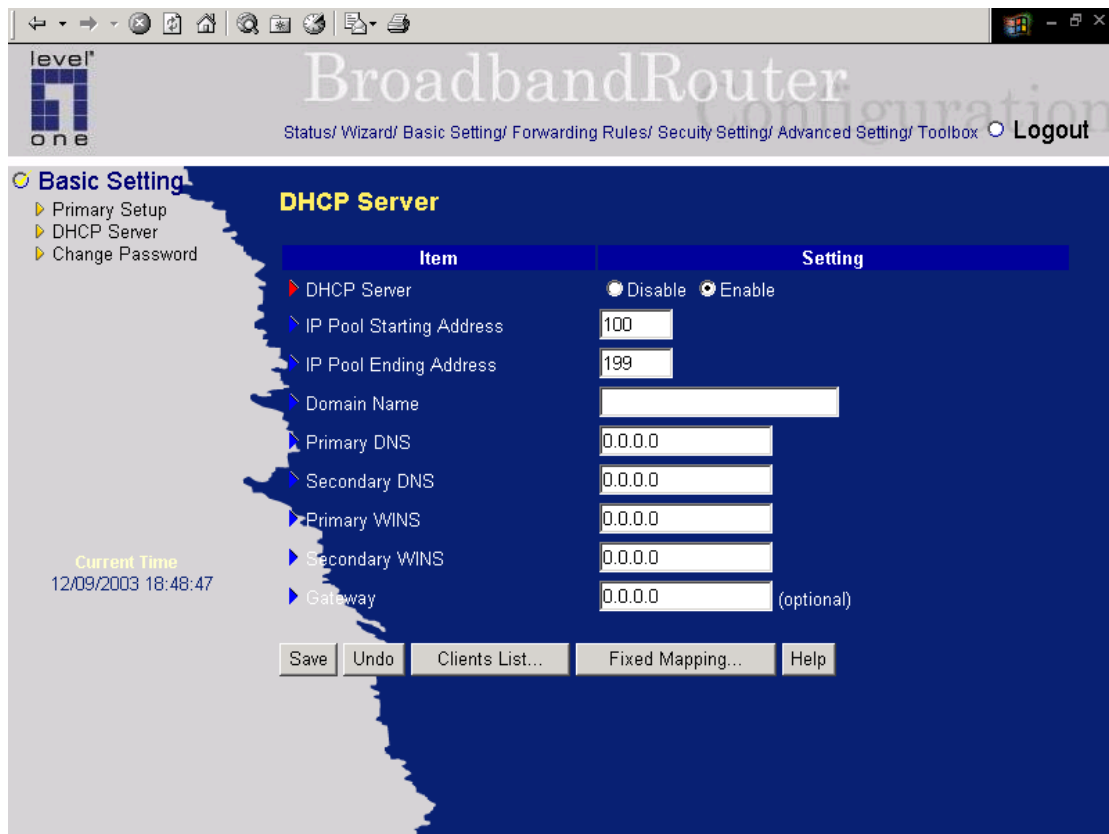 level
one
BroadbandRouter
Configuration
Status/ Wizard/ Basic Setting/ Forwarding Rules/ Secuity Setting/ Advanced Setting/ Toolbox Logout
Basic Setting
Primary Setup
DHCP Server
Change Password
Current Time
12/09/2003 18:48:47
DHCP Server
Item Setting
DHCP Server Disable Enable
IP Pool Starting Address 100
IP Pool Ending Address 199
Domain Name
Primary DNS 0.0.0.0
Secondary DNS 0.0.0.0
Primary WINS 0.0.0.0
Secondary WINS 0.0.0.0
Gateway 0.0.0.0 (optional)
Save Undo Clients List... Fixed Mapping... Help